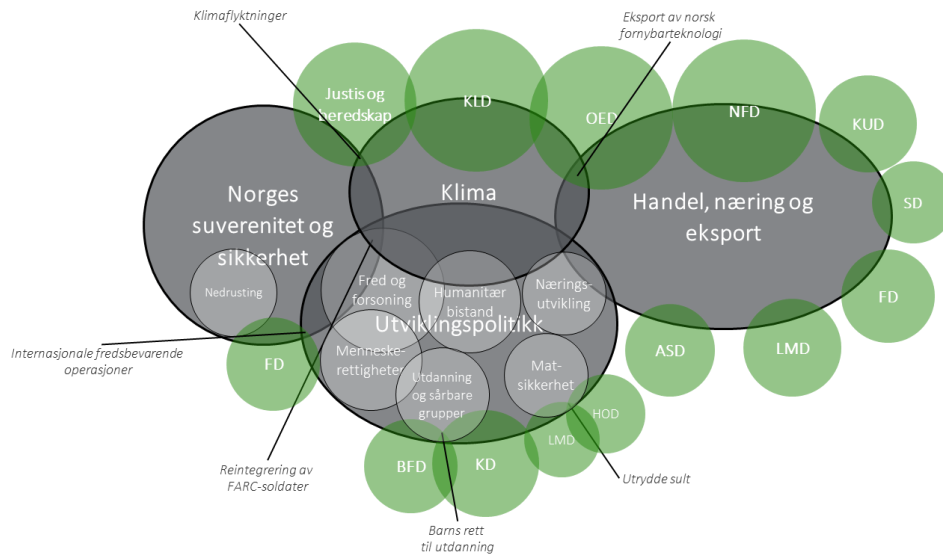 Klimaflyktninger
Eksport av norsk
fornybarteknologi
Justis og
beredskap
KLD
OED
NFD
KUD
Norges
suverenitet og
sikkerhet
Klima
Handel, næring og
eksport
SD
Nedrusting
Fred og
forsoning
Humanitær
bistand
Nærings-
utvikling
FD
Utviklingspolitikk
Internasjonale fredsbevarende
operasjoner
FD
Menneske-
rettigheter
Utdanning
og sårbare
grupper
Mat-
sikkerhet
ASD
LMD
HOD
LMD
BFD
KD
Reintegrering av
FARC-soldater
Utrydde sult
Barns rett
til utdanning